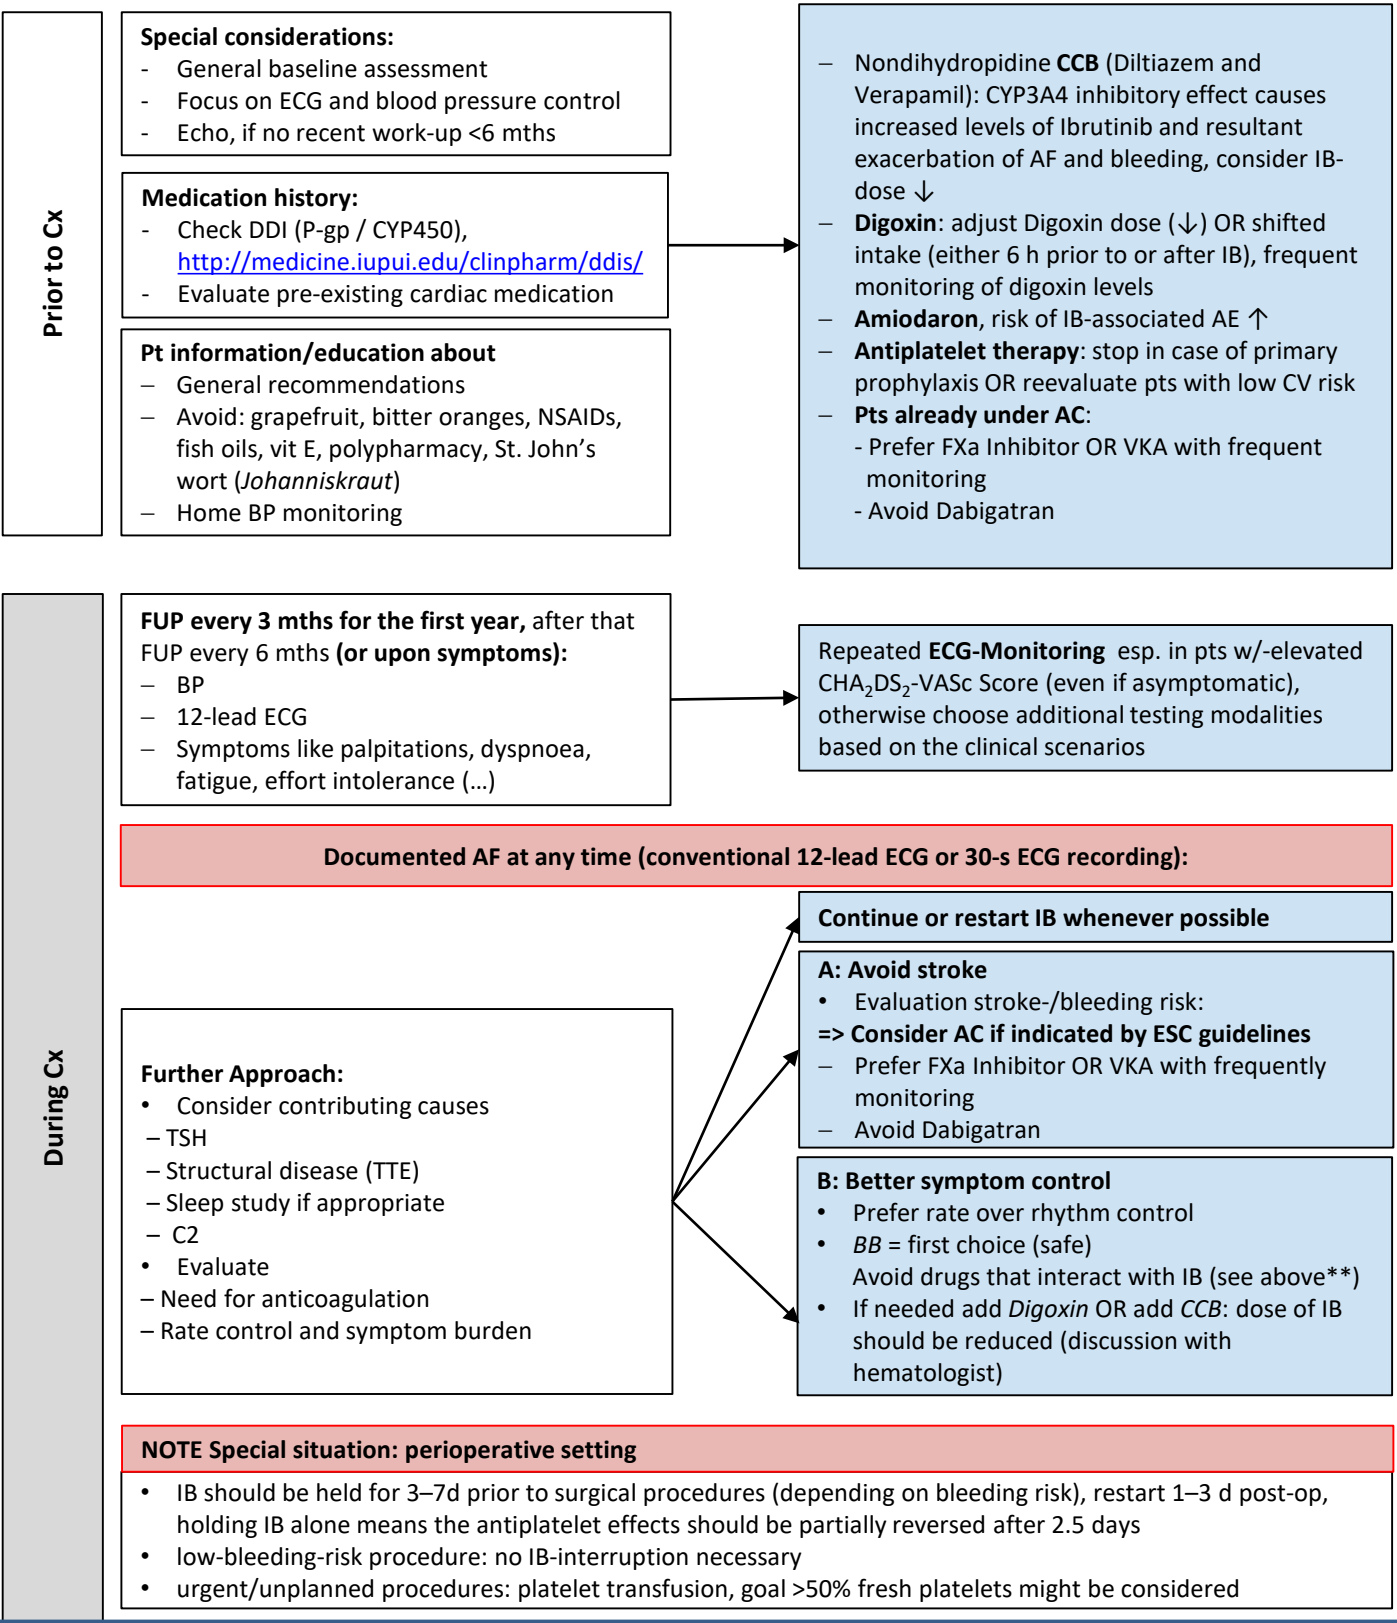 Prior to Cx
Special considerations:
- General baseline assessment
- Focus on ECG and blood pressure control
- Echo, if no recent work-up <6 mths
Medication history:
- Check DDI (P-gp / CYP450),
http://medicine.iupui.edu/clinpharm/ddis/
- Evaluate pre-existing cardiac medication
Pt information/education about
– General recommendations
– Avoid: grapefruit, bitter oranges, NSAIDs,
fish oils, vit E, polypharmacy, St. John's
wort (Johanniskraut)
– Home BP monitoring
– Nondihydropidine CCB (Diltiazem and
Verapamil): CYP3A4 inhibitory effect causes
increased levels of Ibrutinib and resultant
exacerbation of AF and bleeding, consider IB-
dose ↓
– Digoxin: adjust Digoxin dose (↓) OR shifted
intake (either 6 h prior to or after IB), frequent
monitoring of digoxin levels
– Amiodaron, risk of IB-associated AE ↑
– Antiplatelet therapy: stop in case of primary
prophylaxis OR reevaluate pts with low CV risk
– Pts already under AC:
- Prefer FXa Inhibitor OR VKA with frequent
monitoring
- Avoid Dabigatran
During Cx
FUP every 3 mths for the first year, after that
FUP every 6 mths (or upon symptoms):
– BP
– 12-lead ECG
– Symptoms like palpitations, dyspnoea,
fatigue, effort intolerance (…)
Repeated ECG-Monitoring esp. in pts w/-elevated
CHA₂DS₂-VASc Score (even if asymptomatic),
otherwise choose additional testing modalities
based on the clinical scenarios
Documented AF at any time (conventional 12-lead ECG or 30-s ECG recording):
Further Approach:
• Consider contributing causes
– TSH
– Structural disease (TTE)
– Sleep study if appropriate
– C2
• Evaluate
– Need for anticoagulation
– Rate control and symptom burden
Continue or restart IB whenever possible
A: Avoid stroke
• Evaluation stroke-/bleeding risk:
=> Consider AC if indicated by ESC guidelines
– Prefer FXa Inhibitor OR VKA with frequently
monitoring
– Avoid Dabigatran
B: Better symptom control
• Prefer rate over rhythm control
• BB = first choice (safe)
Avoid drugs that interact with IB (see above**)
• If needed add Digoxin OR add CCB: dose of IB
should be reduced (discussion with
hematologist)
NOTE Special situation: perioperative setting
• IB should be held for 3–7d prior to surgical procedures (depending on bleeding risk), restart 1–3 d post-op,
holding IB alone means the antiplatelet effects should be partially reversed after 2.5 days
• low-bleeding-risk procedure: no IB-interruption necessary
• urgent/unplanned procedures: platelet transfusion, goal >50% fresh platelets might be considered